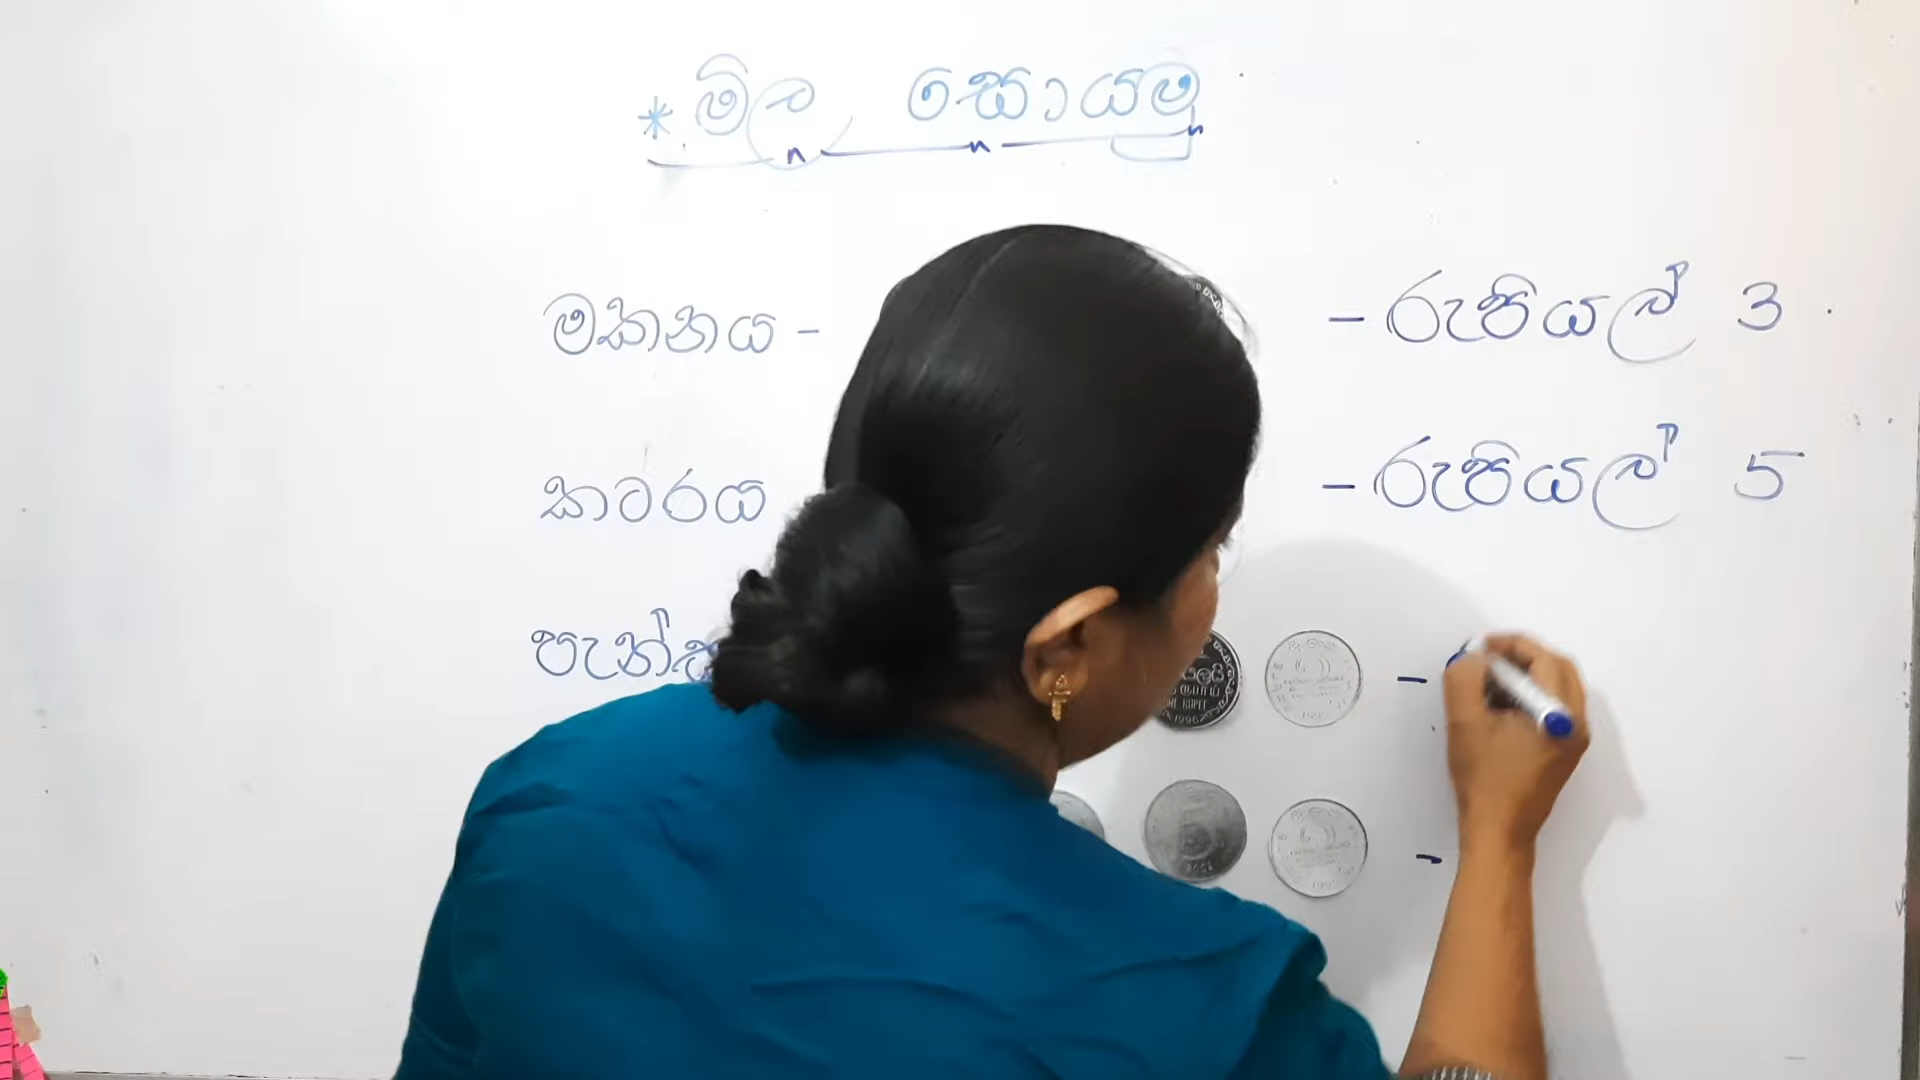 * මිල සොයමු
මකනය - - රුපියල් 3
කටරය - රුපියල් 5
පැන්ස -
-